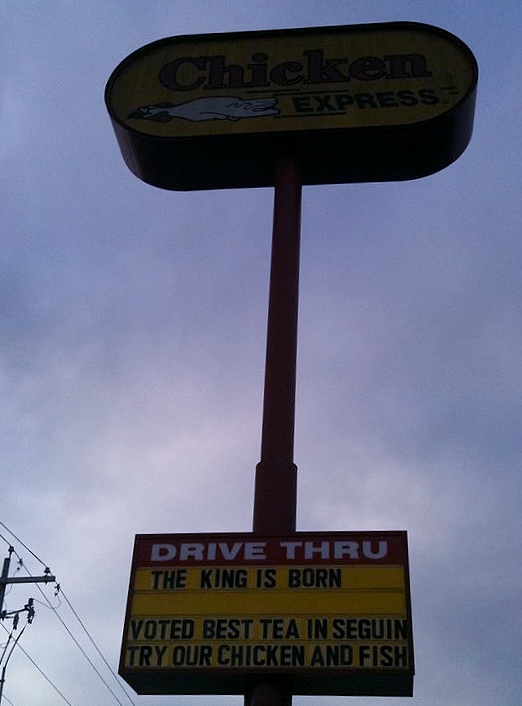 Chicken
EXPRESS
DRIVE THRU
THE KING IS BORN
VOTED BEST TEA IN SEGUIN
TRY OUR CHICKEN AND FISH